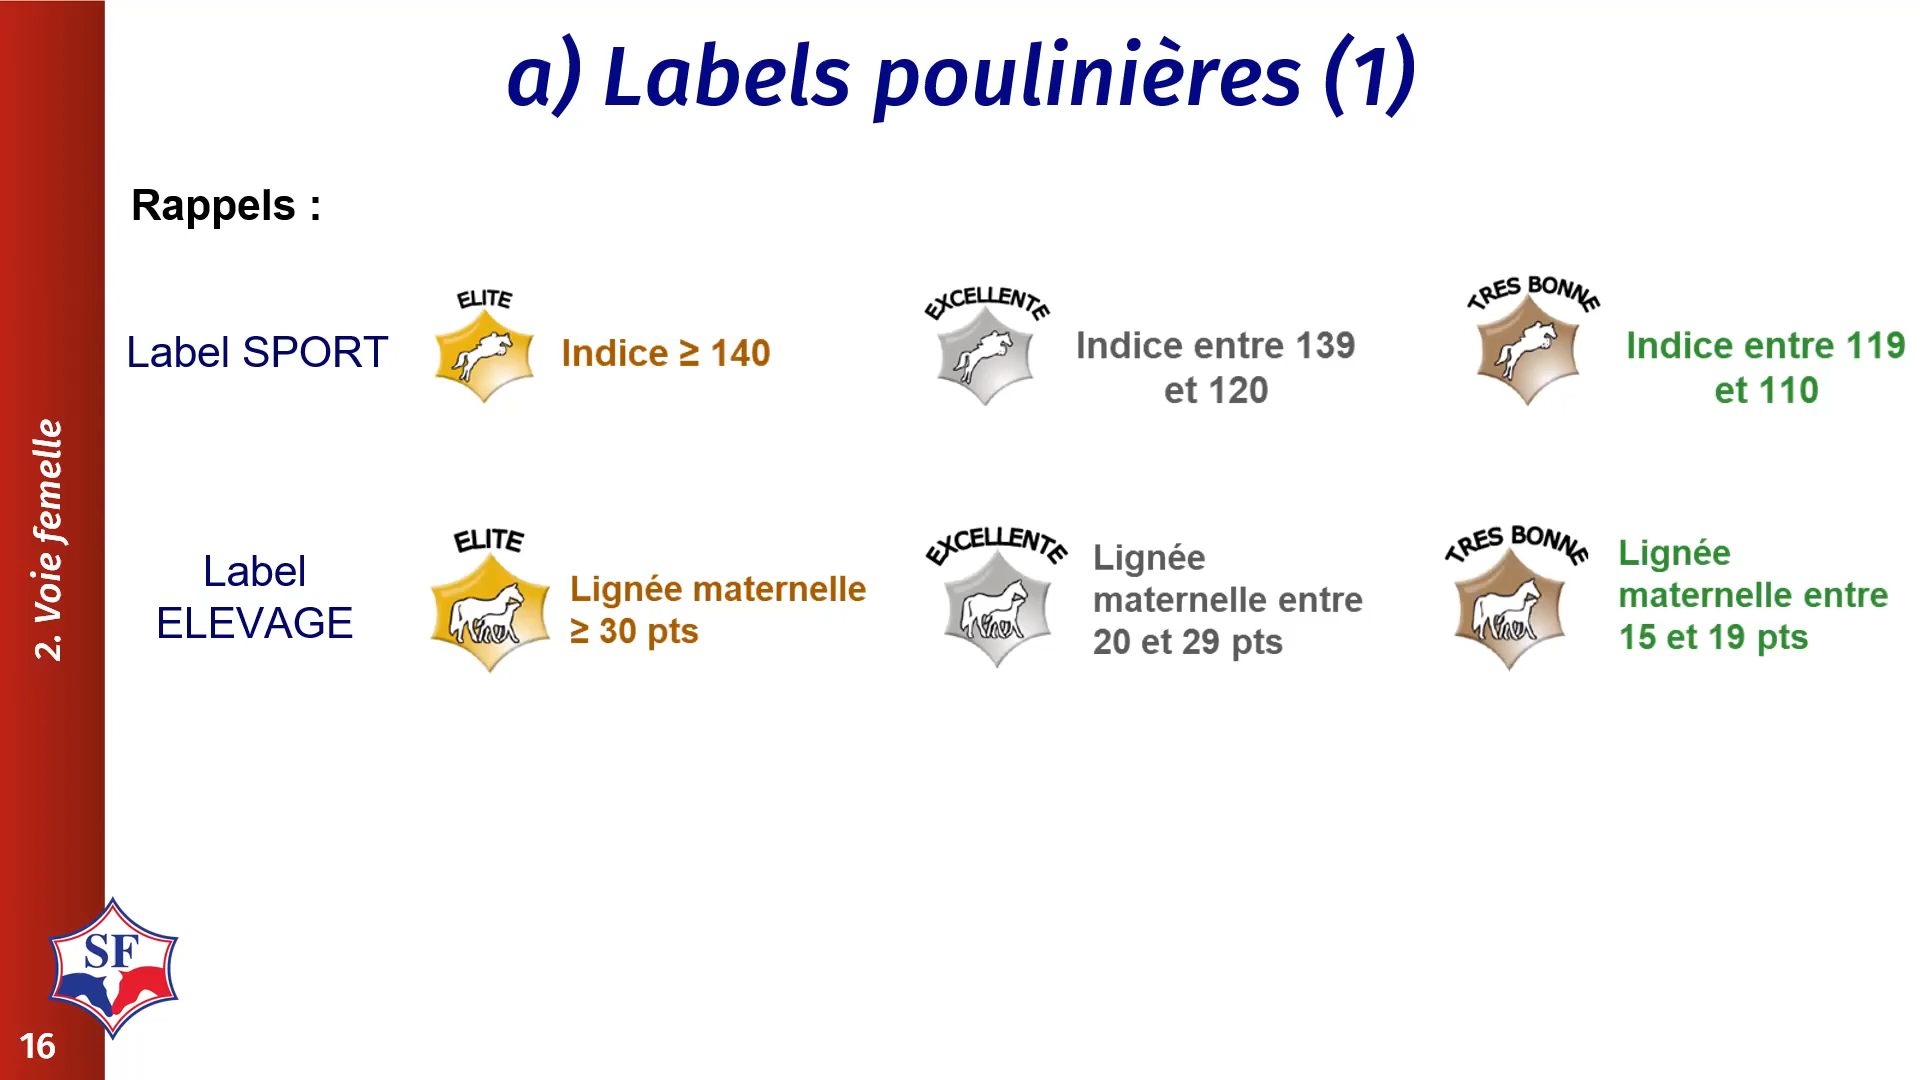 a) Labels poulinières (1)
Rappels :
Label SPORT
ELITE
Indice ≥ 140
EXCELLENTE
Indice entre 139
et 120
TRES BONNE
Indice entre 119
et 110
Label
ELEVAGE
ELITE
Lignée maternelle
≥ 30 pts
EXCELLENTE
Lignée
maternelle entre
20 et 29 pts
TRES BONNE
Lignée
maternelle entre
15 et 19 pts
2. Voie femelle
SF
16